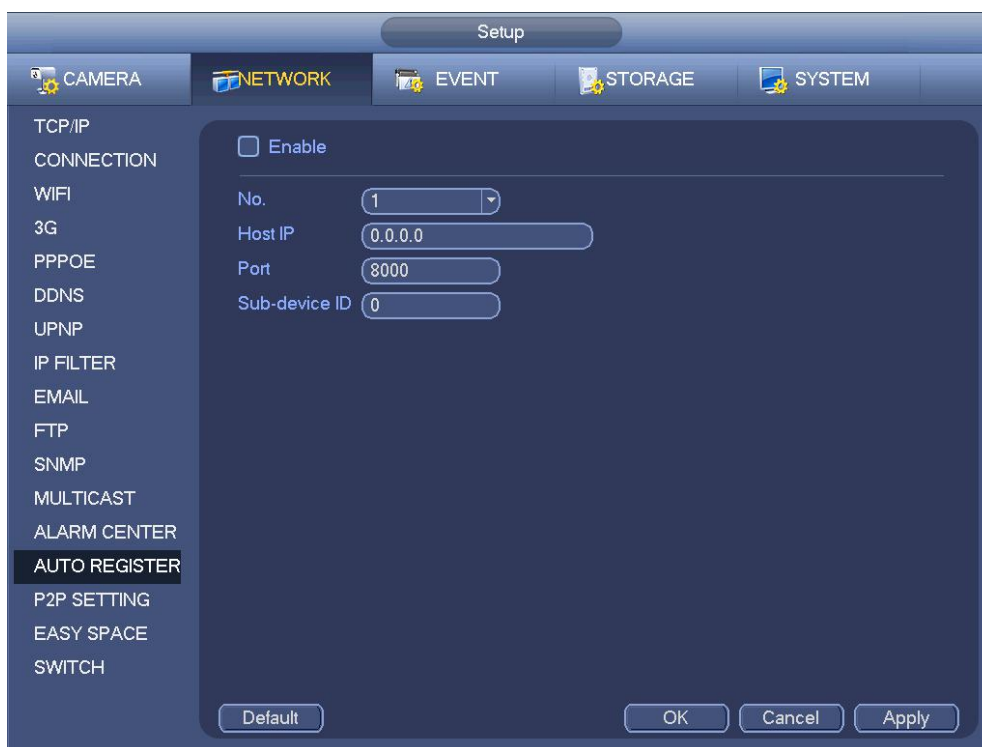 Setup
CAMERA NETWORK EVENT STORAGE SYSTEM
TCP/IP
CONNECTION
WIFI
3G
PPPOE
DDNS
UPNP
IP FILTER
EMAIL
FTP
SNMP
MULTICAST
ALARM CENTER
AUTO REGISTER
P2P SETTING
EASY SPACE
SWITCH
Enable
No. 1
Host IP 0.0.0.0
Port 8000
Sub-device ID 0
Default OK Cancel Apply